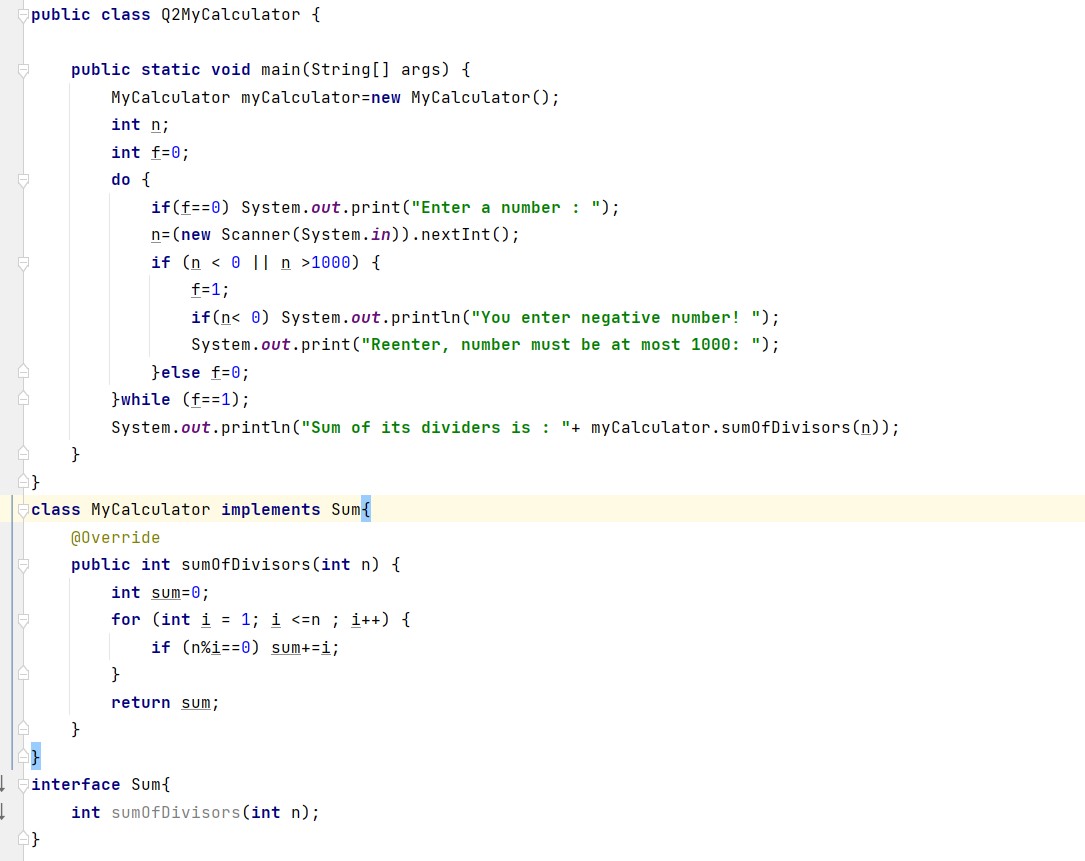 public class Q2MyCalculator {
    public static void main(String[] args) {
        MyCalculator myCalculator=new MyCalculator();
        int n;
        int f=0;
        do {
            if(f==0) System.out.print("Enter a number : ");
            n=(new Scanner(System.in)).nextInt();
            if (n < 0 || n >1000) {
                f=1;
                if(n< 0) System.out.println("You enter negative number! ");
                System.out.print("Reenter, number must be at most 1000: ");
            }else f=0;
        }while (f==1);
        System.out.println("Sum of its dividers is : "+ myCalculator.sumOfDivisors(n));
    }
}
class MyCalculator implements Sum{
    @Override
    public int sumOfDivisors(int n) {
        int sum=0;
        for (int i = 1; i <=n ; i++) {
            if (n%i==0) sum+=i;
        }
        return sum;
    }
}
interface Sum{
    int sumOfDivisors(int n);
}